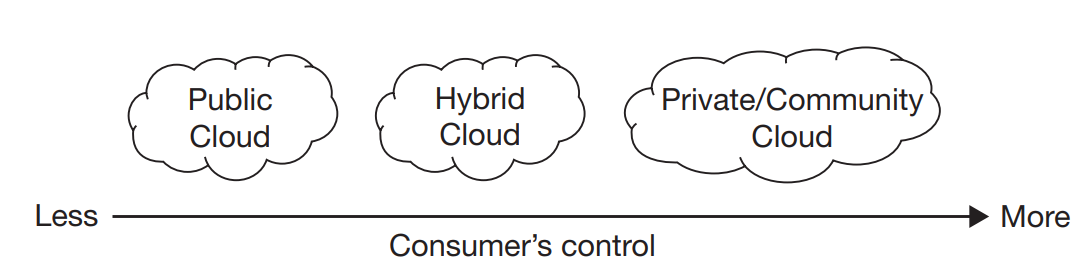 Public
Cloud
Hybrid
Cloud
Private/Community
Cloud
Less
More
Consumer’s control